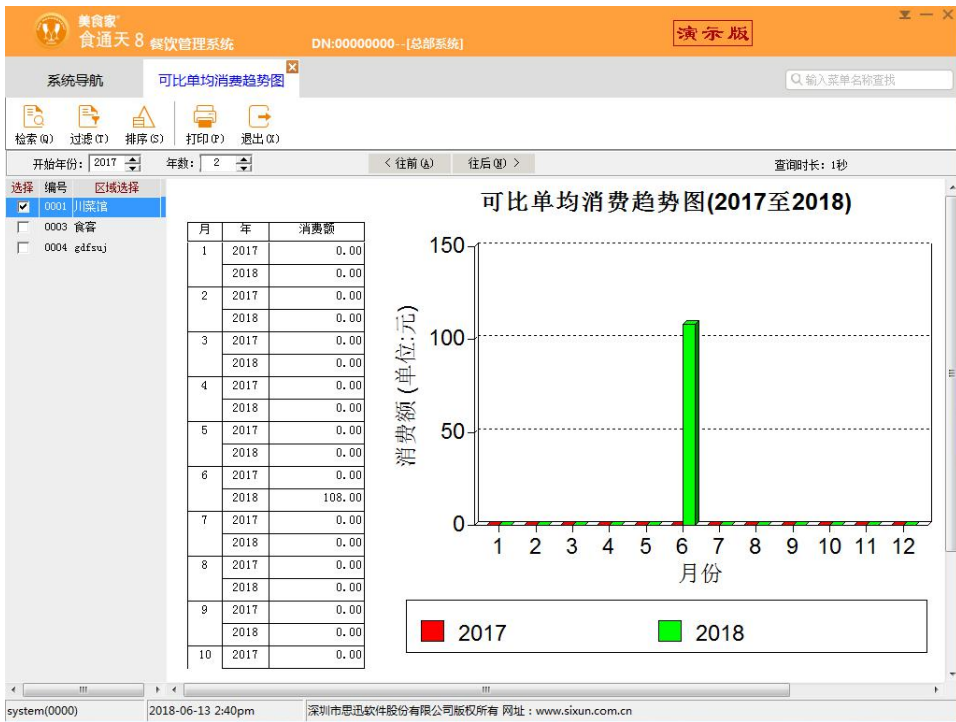 美食家
食通天 8 餐饮管理系统
DN:00000000--[总部系统]
演示版
系统导航
可比单均消费趋势图
输入菜单名称查找
检索(Q)
过滤(T)
排序(S)
打印(P)
退出(X)
开始年份: 2017
年数: 2
< 往前(A)
往后(N) >
查询时长: 1秒
选择 编号 区域选择
0001 川菜馆
0003 食客
0004 gdfsuj
月 年 消费额
1 2017 0.00
2018 0.00
2 2017 0.00
2018 0.00
3 2017 0.00
2018 0.00
4 2017 0.00
2018 0.00
5 2017 0.00
2018 0.00
6 2017 0.00
2018 108.00
7 2017 0.00
2018 0.00
8 2017 0.00
2018 0.00
9 2017 0.00
2018 0.00
10 2017 0.00
可比单均消费趋势图(2017至2018)
消费额 (单位:元)
150
100
50
0
1 2 3 4 5 6 7 8 9 10 11 12
月份
2017
2018
system(0000)
2018-06-13 2:40pm
深圳市思迅软件股份有限公司版权所有 网址：www.sixun.com.cn